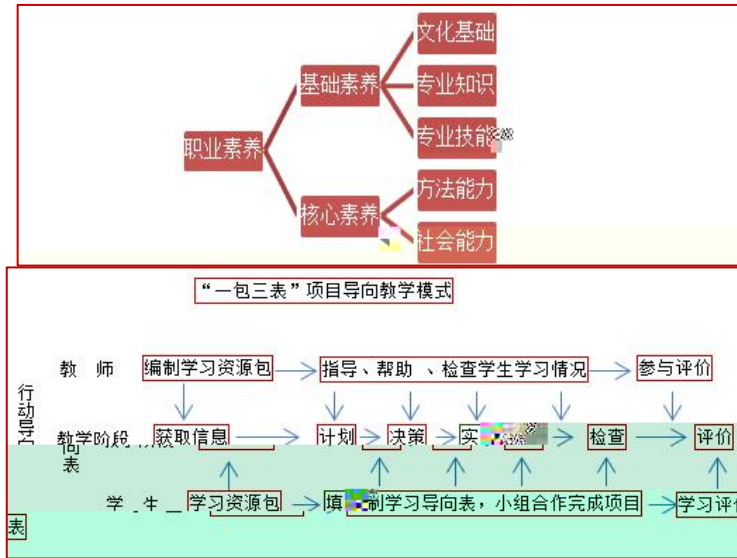 文化基础
基础素养
专业知识
职业素养
专业技能
方法能力
核心素养
社会能力
“一包三表”项目导向教学模式
教 师 编制学习资源包 指导、帮助 、检查学生学习情况 参与评价
行动导
教学阶段 获取信息 计划 决策 实 检查 评价
表
学 生 学习资源包 填 制学习导向表，小组合作完成项目 学习评
表